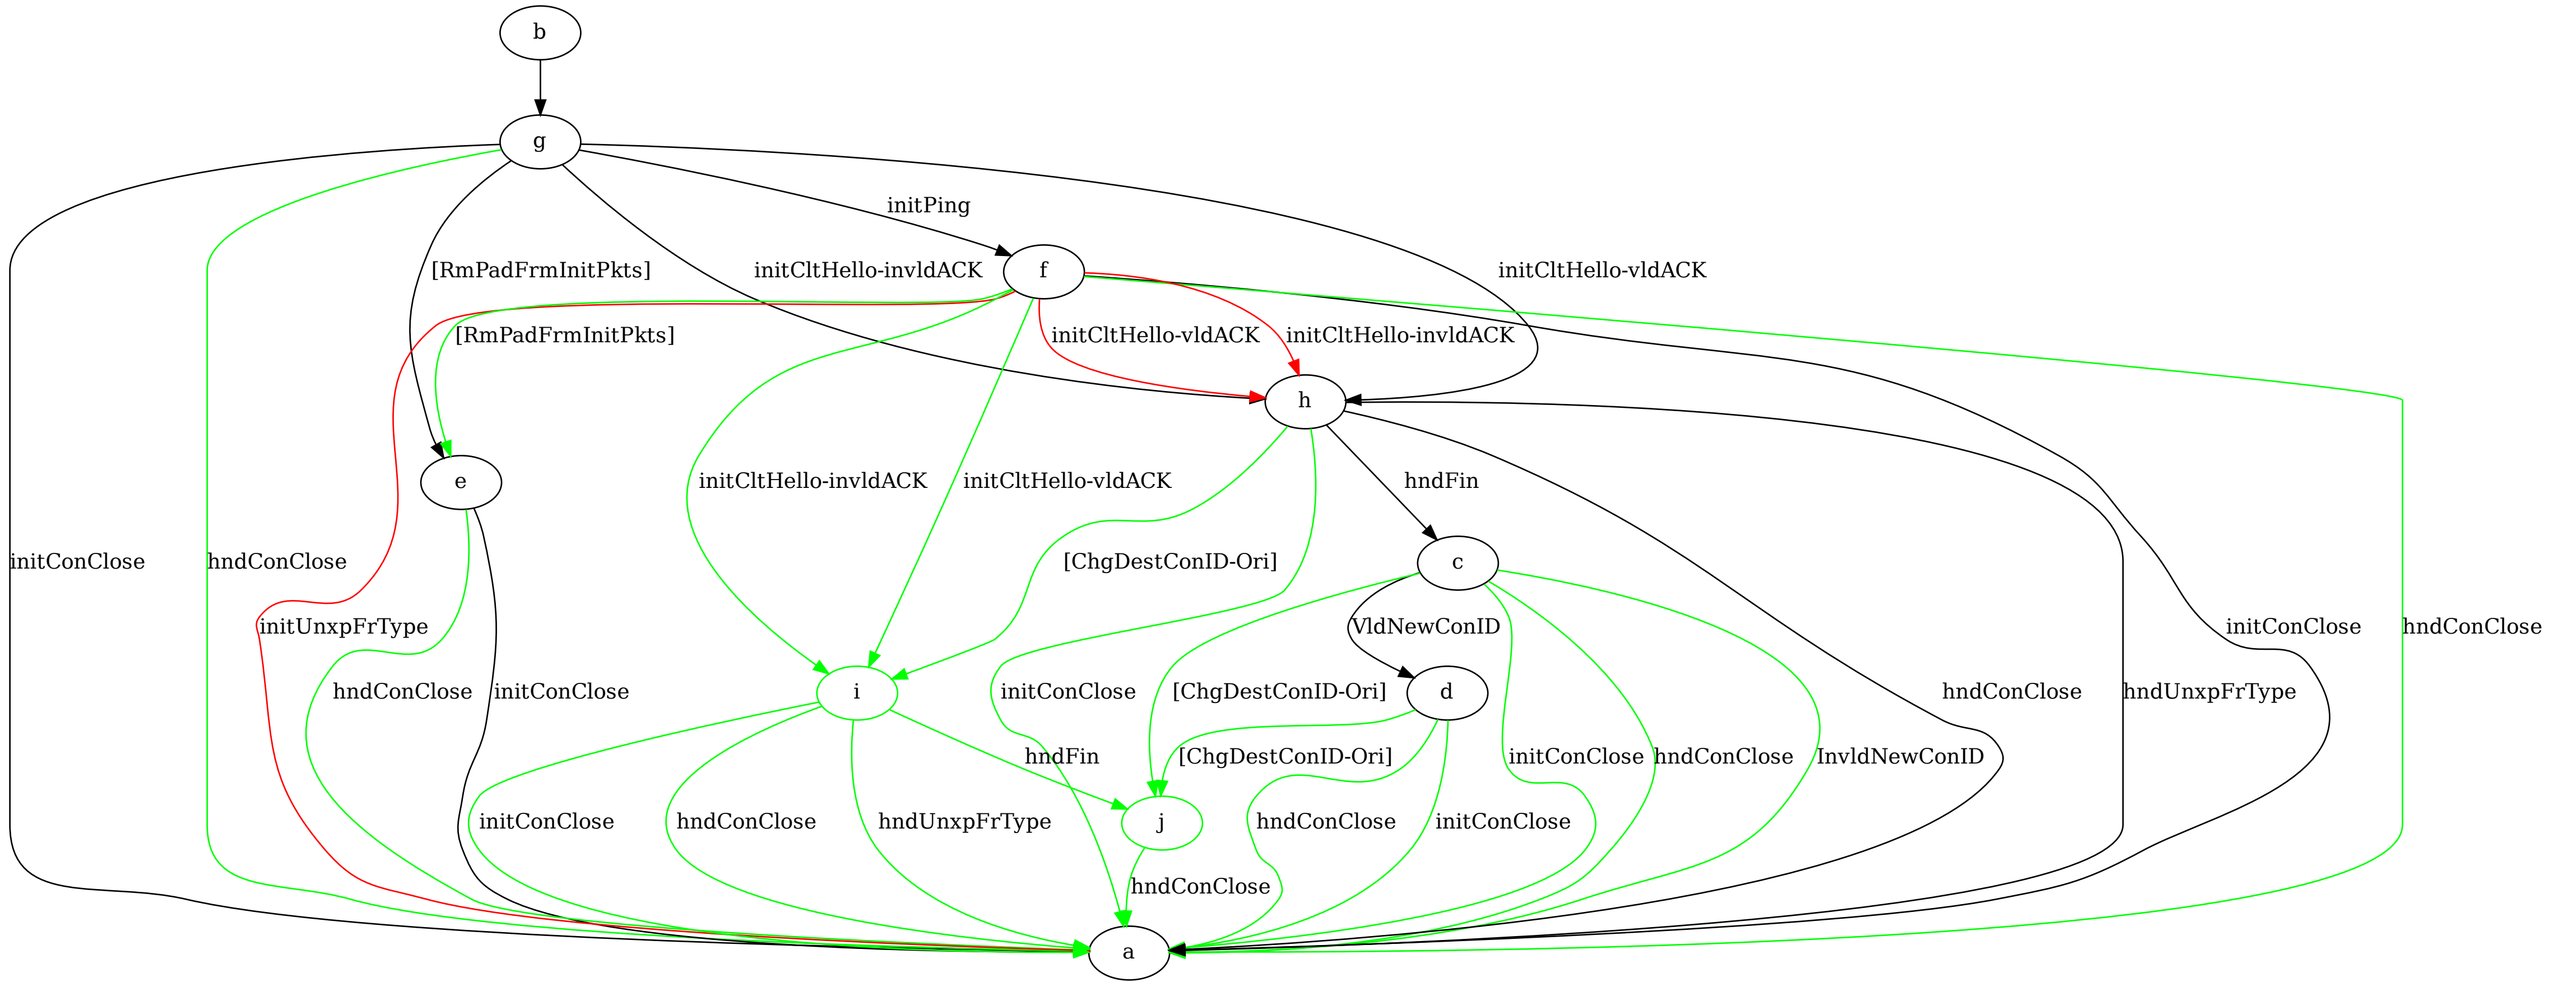 b
g
initPing
[RmPadFrmInitPkts]
initCltHello-invldACK
f
initCltHello-vldACK
[RmPadFrmInitPkts]
initCltHello-vldACK
initCltHello-invldACK
h
e
initCltHello-invldACK
initCltHello-vldACK
hndFin
initConClose
hndConClose
[ChgDestConID-Ori]
c
initUnxpFrType
VldNewConID
initConClose
hndConClose
hndConClose
initConClose
i
initConClose
[ChgDestConID-Ori]
d
hndConClose
hndUnxpFrType
hndFin
[ChgDestConID-Ori]
initConClose
hndConClose
InvldNewConID
initConClose
hndConClose
hndUnxpFrType
j
hndConClose
initConClose
hndConClose
a